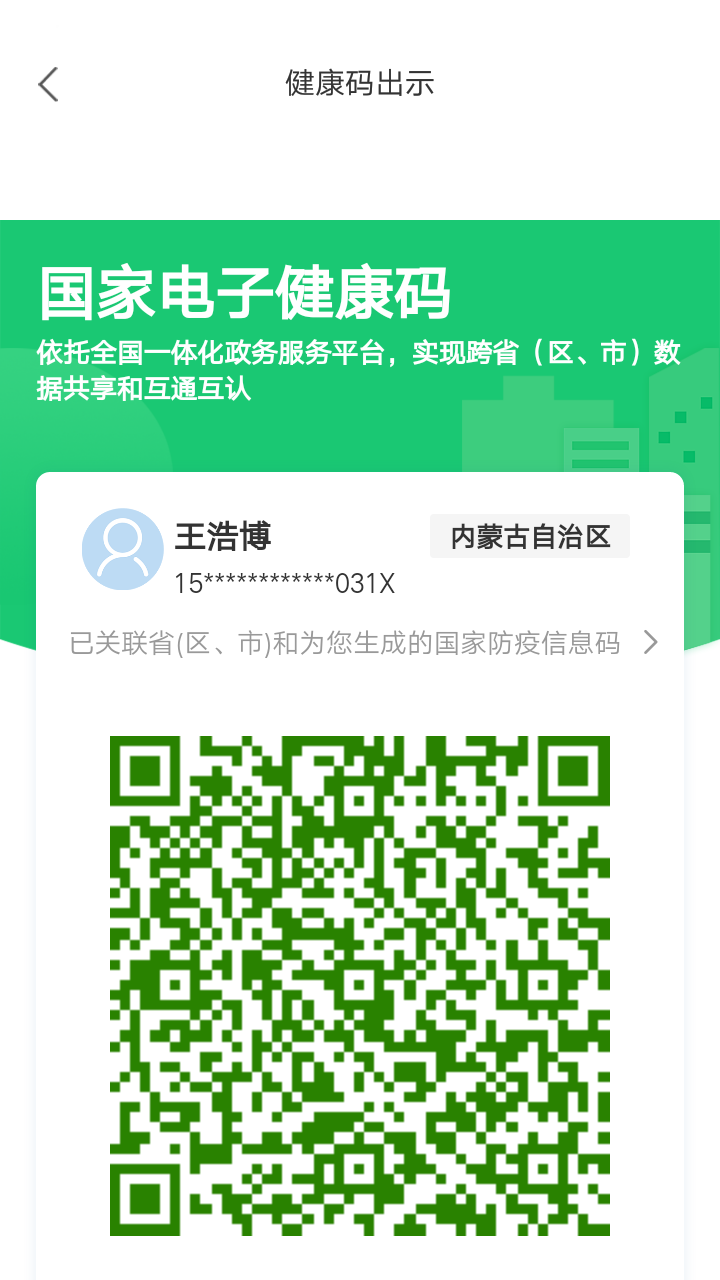 健康码出示
国家电子健康码
依托全国一体化政务服务平台，实现跨省（区、市）数
据共享和互通互认
王浩博
内蒙古自治区
15************031X
已关联省(区、市)和为您生成的国家防疫信息码